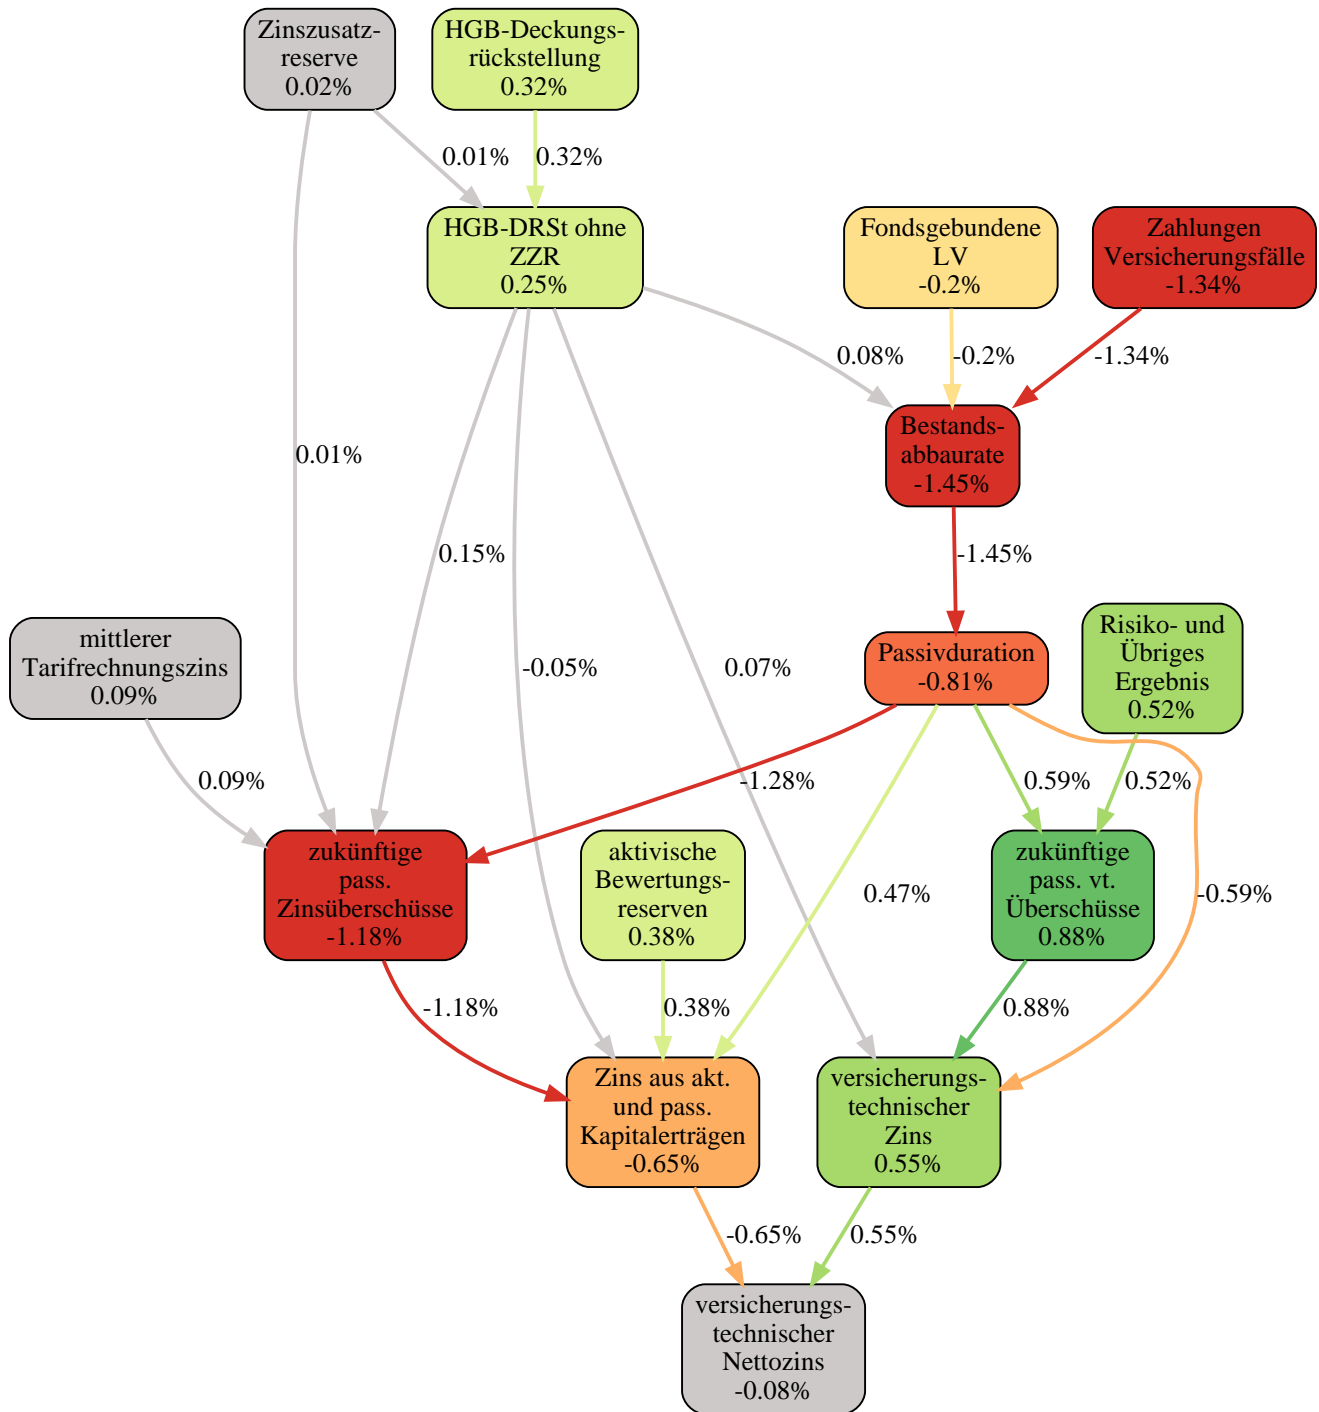 Zinszusatz-
reserve
0.02%
HGB-Deckungs-
rückstellung
0.32%
0.01%
0.32%
HGB-DRSt ohne
ZZR
0.25%
Fondsgebundene
LV
-0.2%
Zahlungen
Versicherungsfälle
-1.34%
0.08%
-0.2%
-1.34%
Bestands-
abbaurate
-1.45%
0.01%
0.15%
-1.45%
mittlerer
Tarifrechnungszins
0.09%
-0.05%
0.07%
Passivduration
-0.81%
Risiko- und
Übriges
Ergebnis
0.52%
0.09%
-1.28%
0.59%
0.52%
zukünftige
pass.
Zinsüberschüsse
-1.18%
aktivische
Bewertungs-
reserven
0.38%
0.47%
zukünftige
pass. vt.
Überschüsse
0.88%
-0.59%
-1.18%
0.38%
0.88%
Zins aus akt.
und pass.
Kapitalerträgen
-0.65%
versicherungs-
technischer
Zins
0.55%
-0.65%
0.55%
versicherungs-
technischer
Nettozins
-0.08%